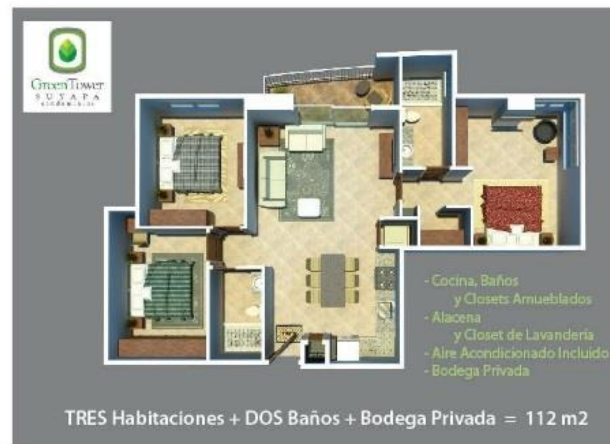 GreenTower
SUYAPA
condominios
- Cocina, Baños
y Closets Amueblados
- Alacena
y Closet de Lavandería
- Aire Acondicionado Incluido
- Bodega Privada
TRES Habitaciones + DOS Baños + Bodega Privada = 112 m2